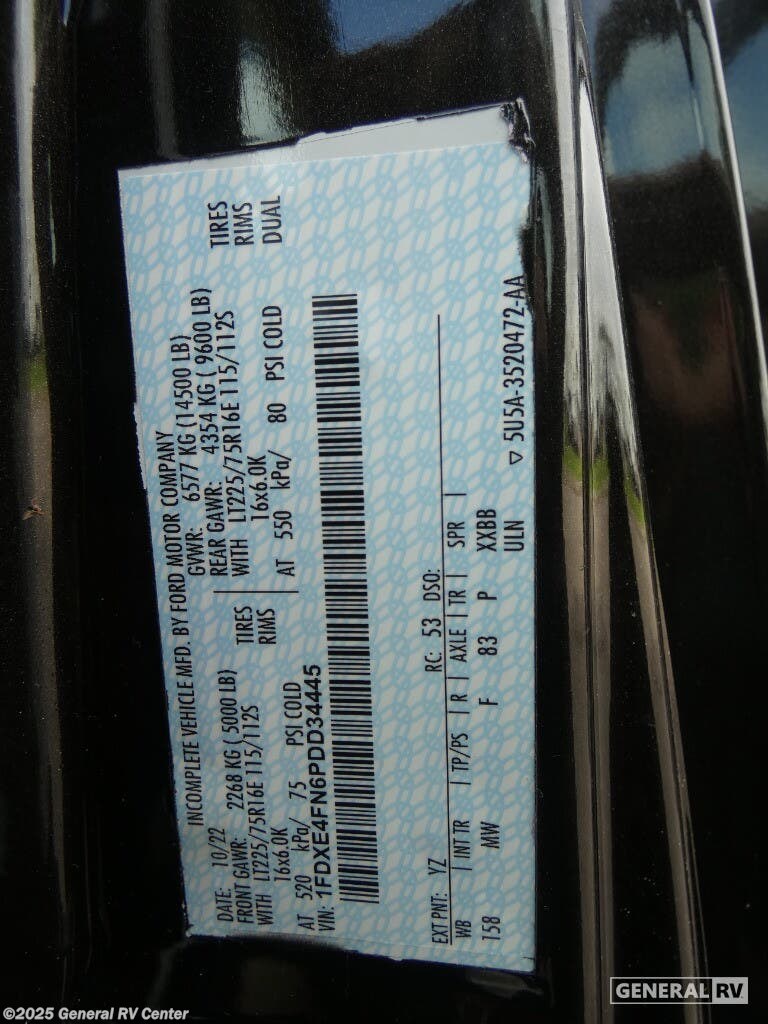 INCOMPLETE VEHICLE MFD. BY FORD MOTOR COMPANY
DATE: 10/22 GVWR: 6577 KG (14500 LB)
FRONT GAWR: 2268 KG ( 5000 LB) REAR GAWR: 4354 KG ( 9600 LB)
WITH LT225/75R16E 115/112S TIRES WITH LT225/75R16E 115/112S TIRES
16x6.0K RIMS 16x6.0K RIMS
AT 520 kPa/ 75 PSI COLD AT 550 kPa/ 80 PSI COLD DUAL
VIN: 1FDXE4FN6PDD34445
EXT PNT: YZ RC: 53 DSO:
WB | INT TR | TP/PS | R | AXLE | TR | SPR |
158 MW F 83 P XXBB
ULN
▽ 5U5A-3520472-AA
©2025 General RV Center
GENERAL RV